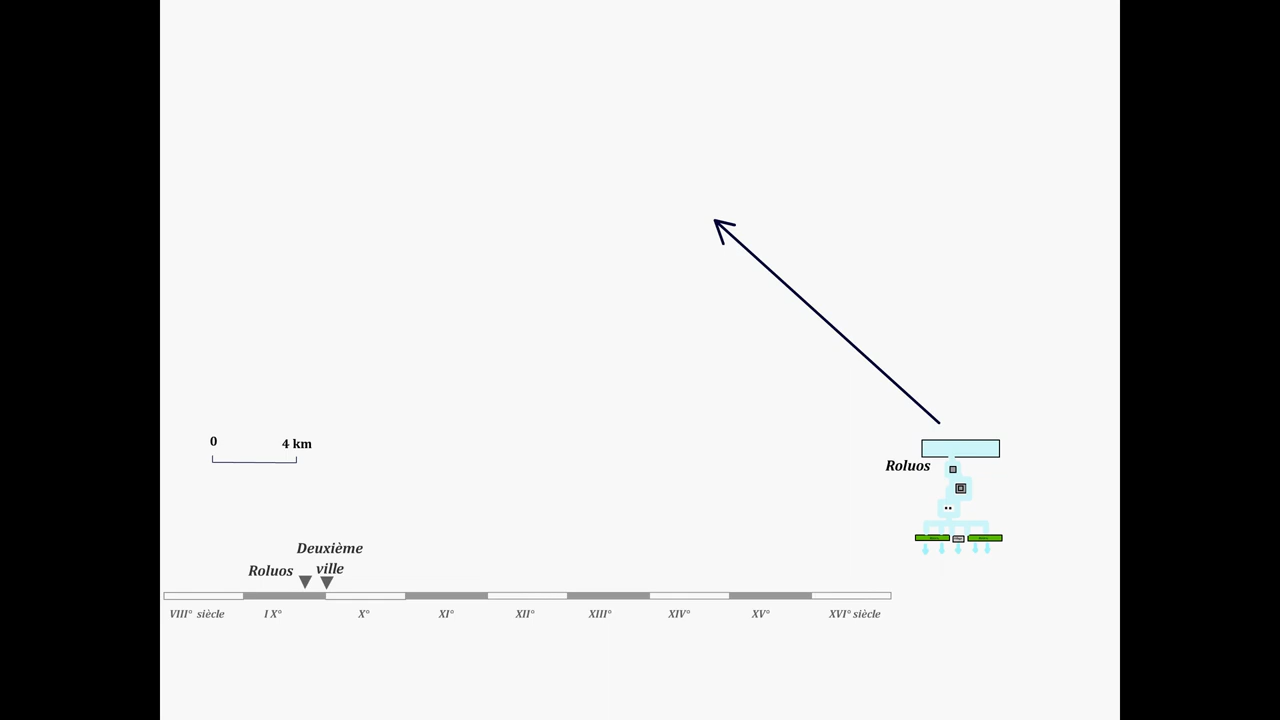 0
4 km
Roluos
Deuxième
Roluos
ville
VIII° siècle
I X°
X°
XI°
XII°
XIII°
XIV°
XV°
XVI° siècle